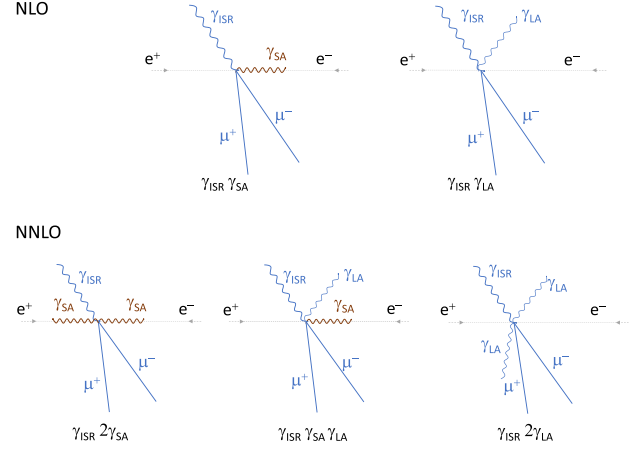 NLO
γISR
γSA
e⁺
e⁻
μ⁻
μ⁺
γISR γSA
γISR
γLA
e⁺
e⁻
μ⁻
μ⁺
γISR γLA
NNLO
γISR
e⁺
γSA
γSA
e⁻
μ⁻
μ⁺
γISR 2γSA
γISR
γLA
e⁺
γSA
e⁻
μ⁻
μ⁺
γISR γSA γLA
γISR
γLA
e⁺
e⁻
γLA
μ⁻
μ⁺
γISR 2γLA